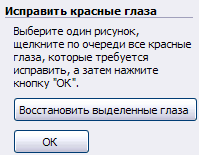 Исправить красные глаза
Выберите один рисунок,
щелкните по очереди все красные
глаза, которые требуется
исправить, а затем нажмите
кнопку "ОК".
Восстановить выделенные глаза
ОК